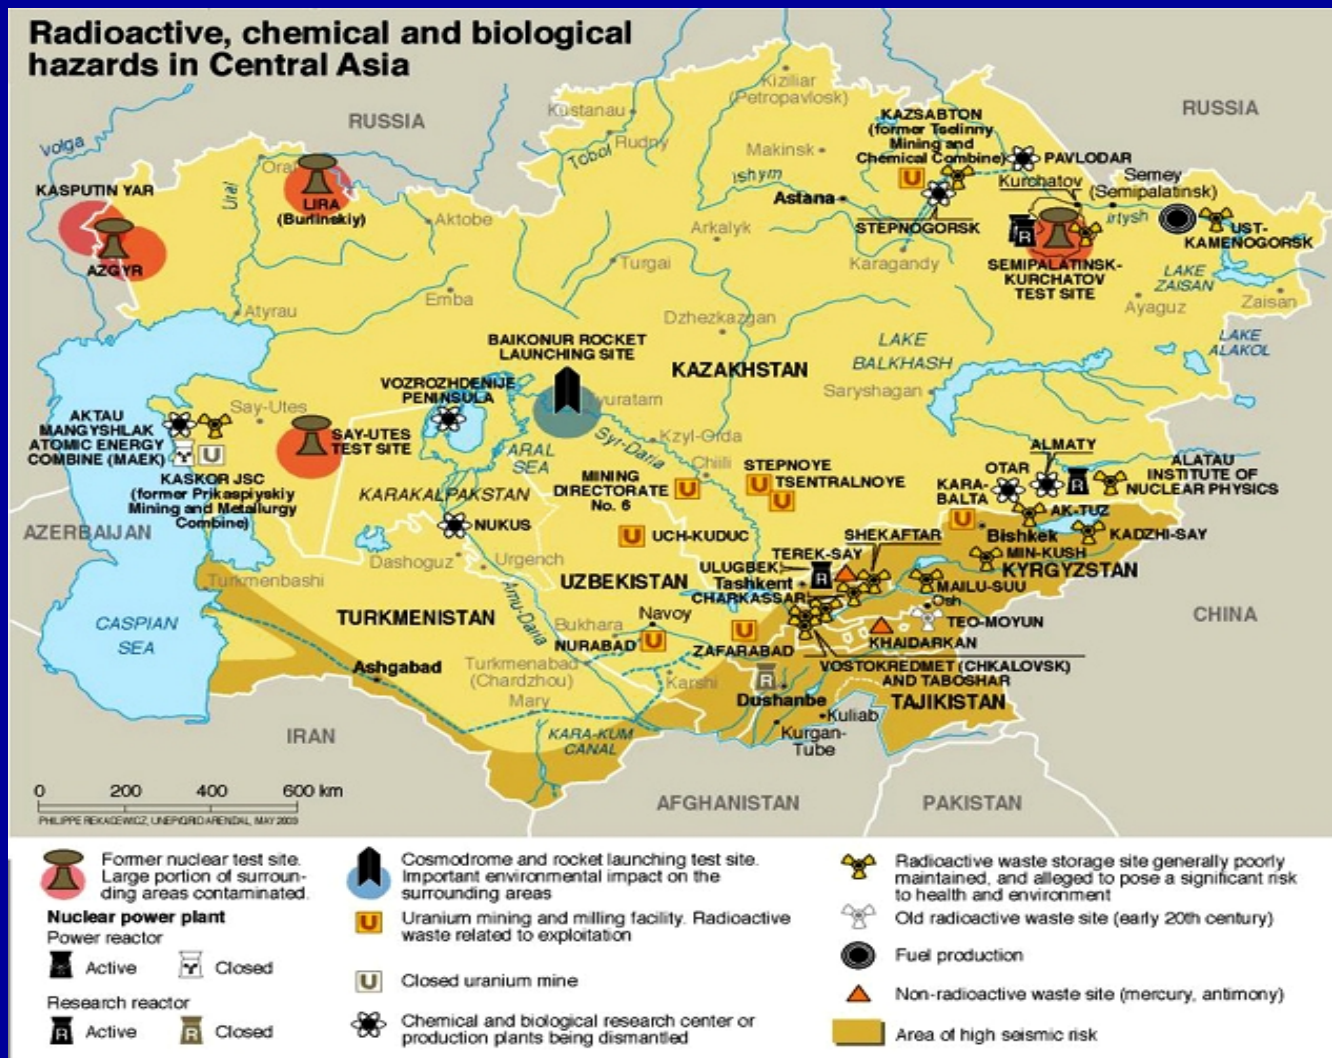 Radioactive, chemical and biological
hazards in Central Asia
RUSSIA
RUSSIA
Volga
Kustanau
Rudny
Tobol
Kiziliar
(Petropavlosk)
Makinsk
Ishym
Astana
KAZSABTON
(former Tselinny
Mining and
Chemical Combine)
PAVLODAR
Kurchatov
Semey
(Semipalatinsk)
irtysh
STEPNOGORSK
UST-
KAMENOGORSK
SEMIPALATINSK-
KURCHATOV
TEST SITE
LAKE
ZAISAN
Ayaguz
Zaisan
LAKE
ALAKOL
KASPUTIN YAR
AZGYR
Ural
Oral
LIRA
(Burlinskiy)
Aktobe
Arkalyk
Turgai
Karagandy
Emba
Atyrau
Dzhezkazgan
LAKE
BALKHASH
Saryshagan
KAZAKHSTAN
BAIKONUR ROCKET
LAUNCHING SITE
yuratam
VOZROZHDENIJE
PENINSULA
Say-Utes
SAY-UTES
TEST SITE
AKTAU
MANGYSHLAK
ATOMIC ENERGY
COMBINE (MAEK)
KASKOR JSC
(former Prikaspiyskiy
Mining and Metallurgy
Combine)
ARAL
SEA
Syr-Daria
Kzyl-Orda
Chiili
KARAKALPAKSTAN
NUKUS
MINING
DIRECTORATE
No. 6
STEPNOYE
TSENTRALNOYE
UCH-KUDUC
ALMATY
OTAR
KARA-
BALTA
ALATAU
INSTITUTE OF
NUCLEAR PHYSICS
AK-TUZ
Bishkek
KADZHI-SAY
MIN-KUSH
KYRGYZSTAN
SHEKAFTAR
TEREK-SAY
ULUGBEK
Tashkent
CHARKASSAR
MAILU-SUU
Osh
TEO-MOYUN
KHAIDARKAN
VOSTOKREDMET (CHKALOVSK)
AND TABOSHAR
AZERBAIJAN
Dashoguz
Urgench
UZBEKISTAN
Turkmenbashi
TURKMENISTAN
Amu-Daria
Bukhara
Navoy
NURABAD
ZAFARABAD
CASPIAN
SEA
Ashgabad
Turkmenabad
(Chardzhou)
Mary
Karshi
Dushanbe
TAJIKISTAN
Kuliab
Kurgan-
Tube
KARA-KUM
CANAL
CHINA
IRAN
AFGHANISTAN
PAKISTAN
0 200 400 600 km
PHILIPPE REKACEWICZ, UNEP/GRID ARENDAL, MAY 2003
Former nuclear test site.
Large portion of surroun-
ding areas contaminated.
Nuclear power plant
Power reactor
Active Closed
Research reactor
R Active R Closed
Cosmodrome and rocket launching test site.
Important environmental impact on the
surrounding areas
U Uranium mining and milling facility. Radioactive
waste related to exploitation
U Closed uranium mine
Chemical and biological research center or
production plants being dismantled
Radioactive waste storage site generally poorly
maintained, and alleged to pose a significant risk
to health and environment
Old radioactive waste site (early 20th century)
Fuel production
Non-radioactive waste site (mercury, antimony)
Area of high seismic risk